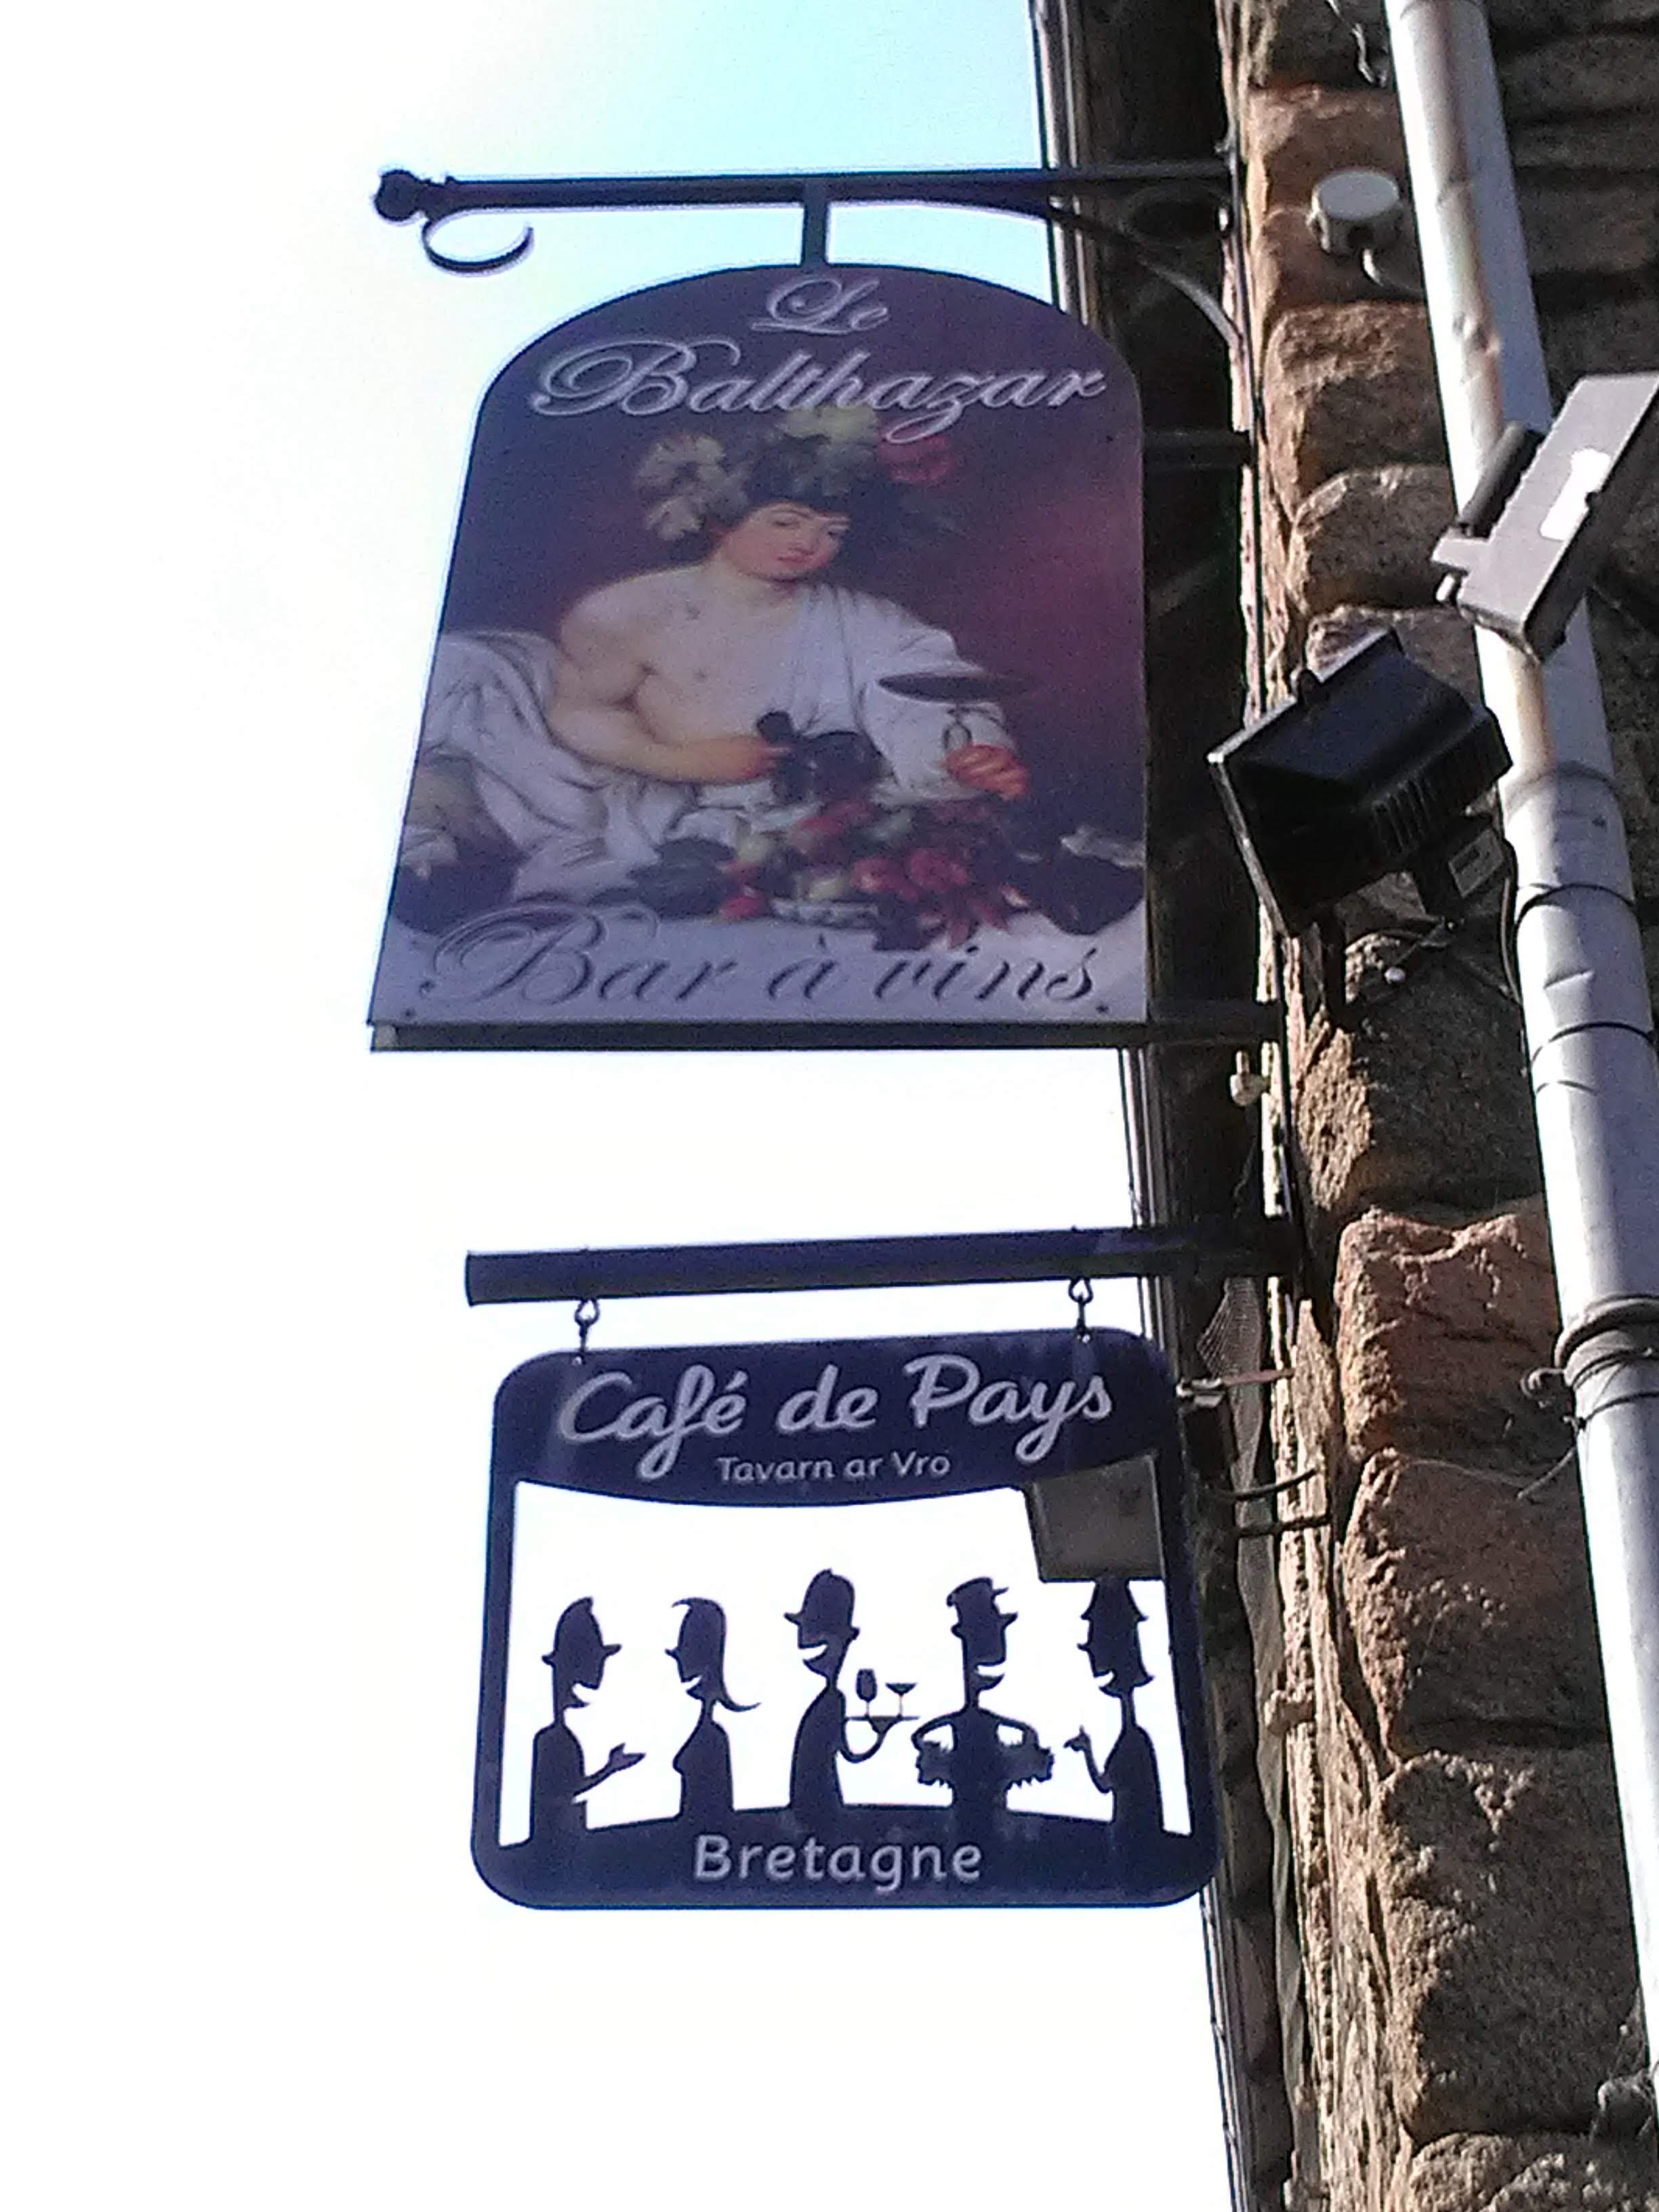 Le
Balthazar
Bar à vins
Café de Pays
Tavarn ar Vro
Bretagne